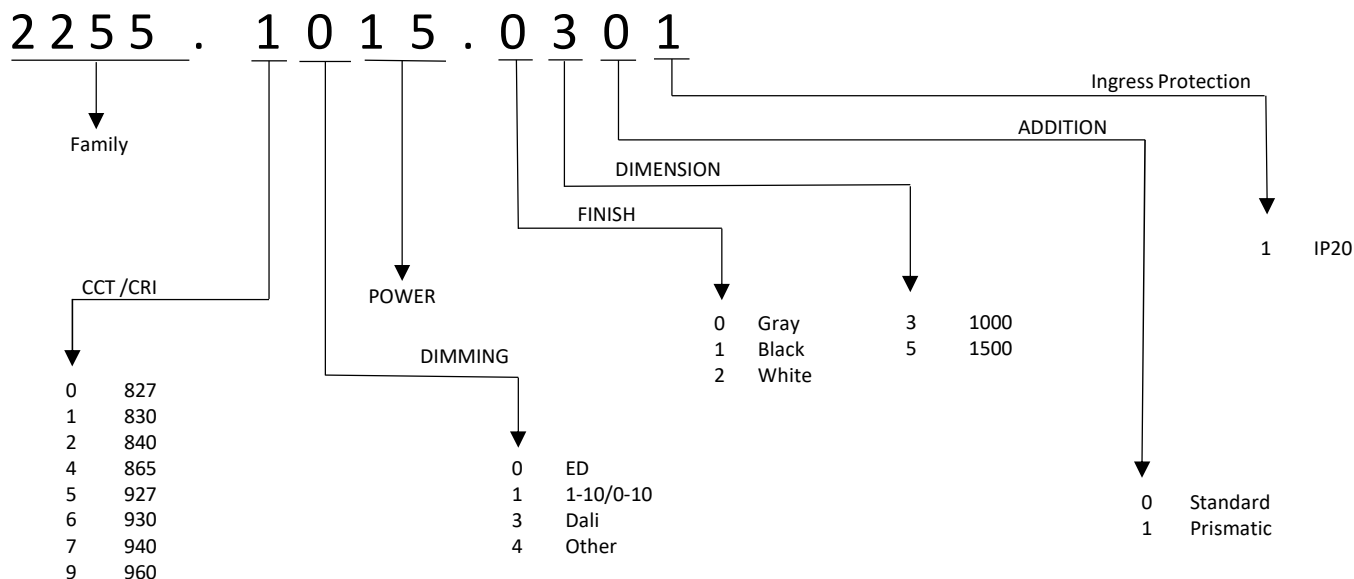 2255.1015.0301
Ingress Protection
ADDITION
Family
DIMENSION
FINISH
1 IP20
CCT /CRI
POWER
0 Gray
1 Black
2 White
3 1000
5 1500
DIMMING
0 827
1 830
2 840
4 865
5 927
6 930
7 940
9 960
0 ED
1 1-10/0-10
3 Dali
4 Other
0 Standard
1 Prismatic